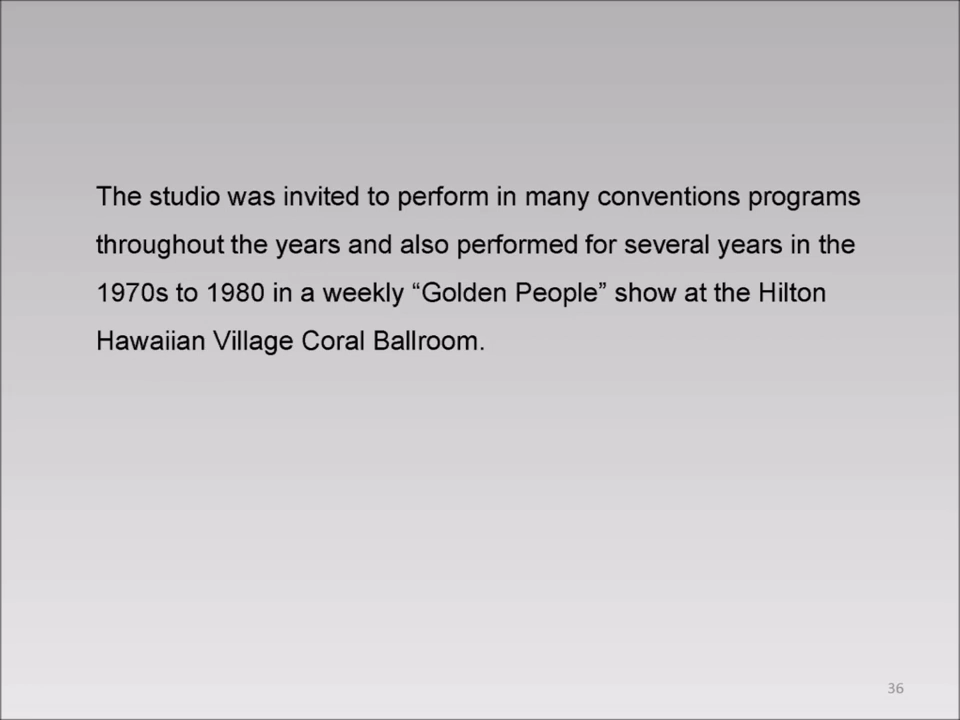 The studio was invited to perform in many conventions programs
throughout the years and also performed for several years in the
1970s to 1980 in a weekly “Golden People” show at the Hilton
Hawaiian Village Coral Ballroom.
36